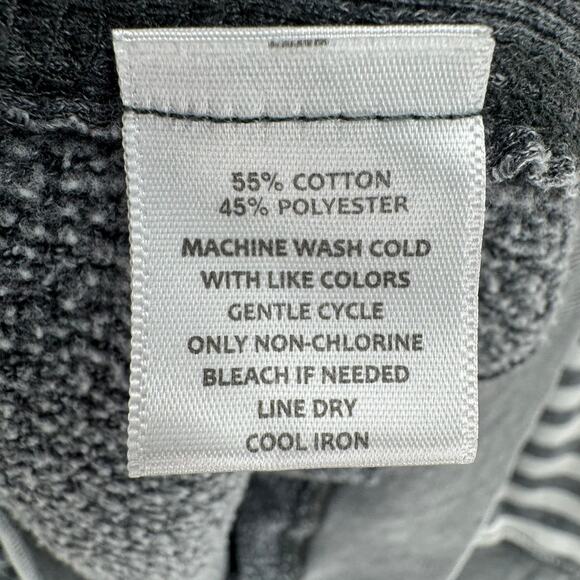 55% COTTON
45% POLYESTER
MACHINE WASH COLD
WITH LIKE COLORS
GENTLE CYCLE
ONLY NON-CHLORINE
BLEACH IF NEEDED
LINE DRY
COOL IRON